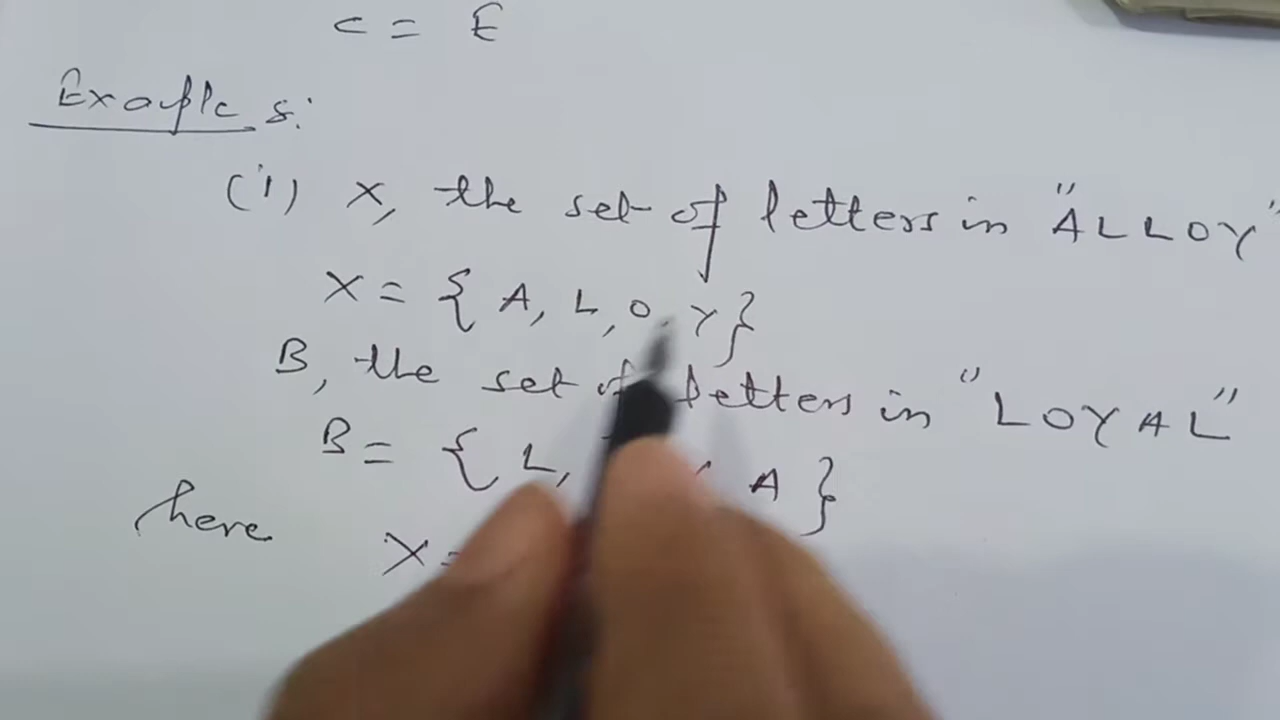 C = E
Example s:
(i) X, the set of letters in "ALLOY"
X = { A, L, O, Y }
B, the set of letters in "LOYAL"
B = { L, A }
here X =